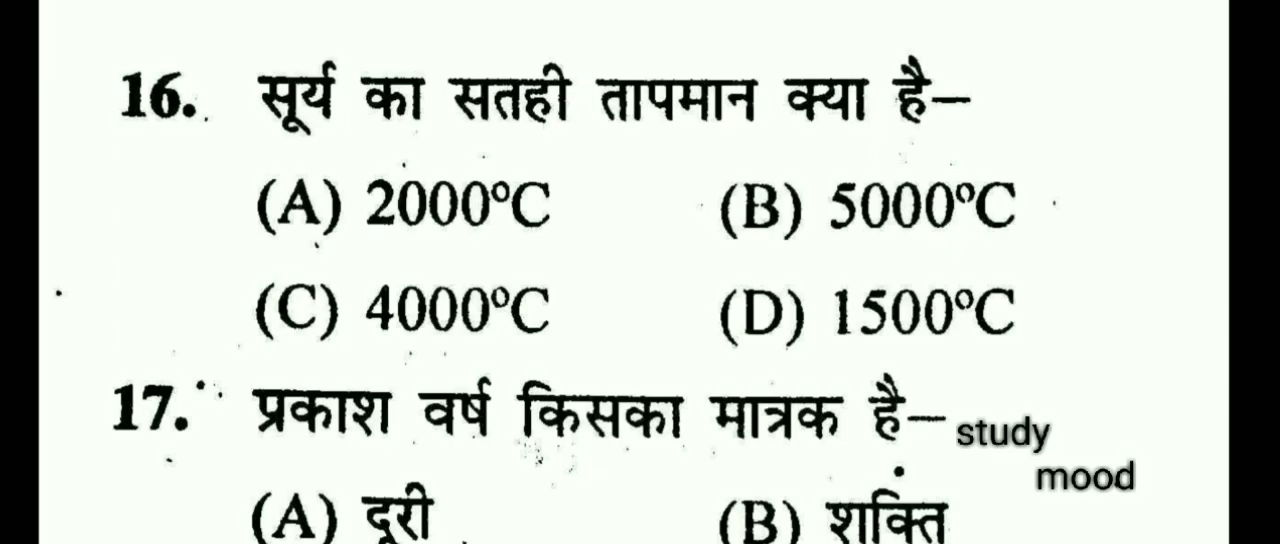 16. सूर्य का सतही तापमान क्या है–
(A) 2000°C (B) 5000°C
(C) 4000°C (D) 1500°C
17. प्रकाश वर्ष किसका मात्रक है–
study
mood
(A) दूरी (B) शक्ति